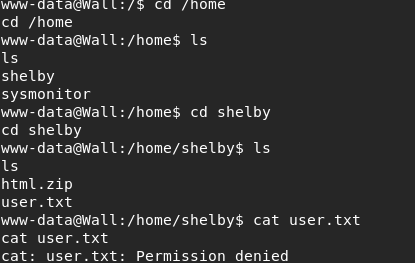 www-data@Wall:/$ cd /home
cd /home
www-data@Wall:/home$ ls
ls
shelby
sysmonitor
www-data@Wall:/home$ cd shelby
cd shelby
www-data@Wall:/home/shelby$ ls
ls
html.zip
user.txt
www-data@Wall:/home/shelby$ cat user.txt
cat user.txt
cat: user.txt: Permission denied